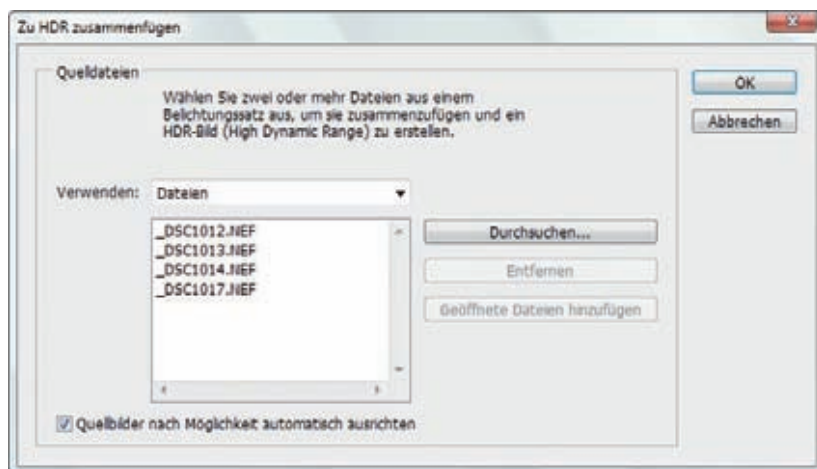 Zu HDR zusammenfügen
Quelldateien
Wählen Sie zwei oder mehr Dateien aus einem
Belichtungssatz aus, um sie zusammenzufügen und ein
HDR-Bild (High Dynamic Range) zu erstellen.
OK
Abbrechen
Verwenden: Dateien
_DSC1012.NEF
_DSC1013.NEF
_DSC1014.NEF
_DSC1017.NEF
Durchsuchen...
Entfernen
Geöffnete Dateien hinzufügen
Quellbilder nach Möglichkeit automatisch ausrichten